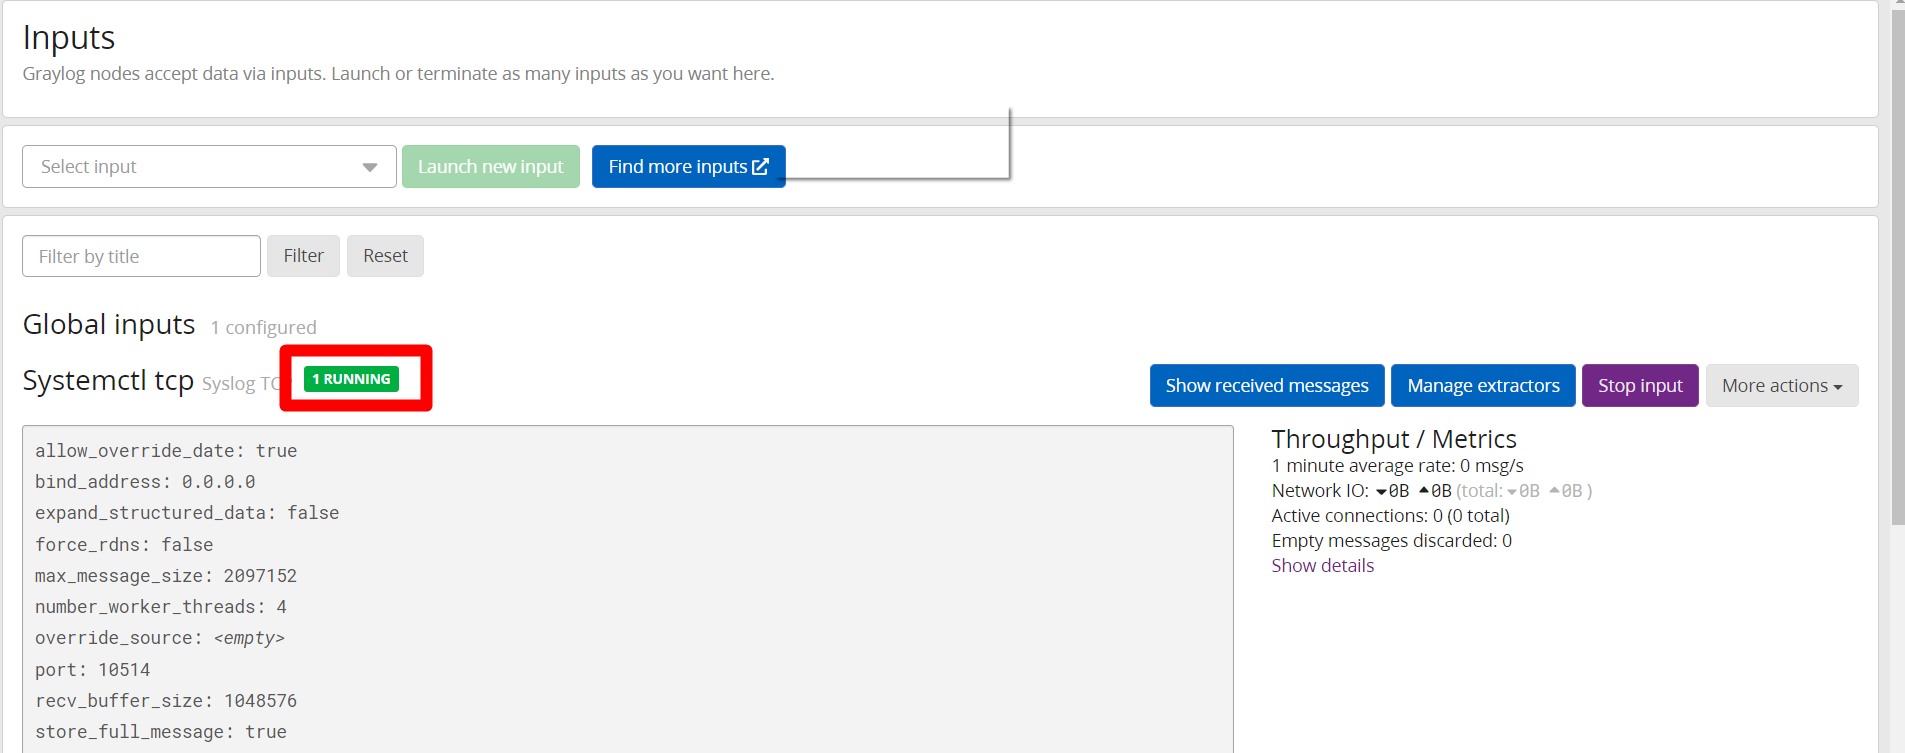 Inputs
Graylog nodes accept data via inputs. Launch or terminate as many inputs as you want here.
Select input Launch new input Find more inputs
Filter by title Filter Reset
Global inputs 1 configured
Systemctl tcp Syslog TC 1 RUNNING Show received messages Manage extractors Stop input More actions
allow_override_date: true
bind_address: 0.0.0.0
expand_structured_data: false
force_rdns: false
max_message_size: 2097152
number_worker_threads: 4
override_source: <empty>
port: 10514
recv_buffer_size: 1048576
store_full_message: true
Throughput / Metrics
1 minute average rate: 0 msg/s
Network IO: 0B 0B (total: 0B 0B )
Active connections: 0 (0 total)
Empty messages discarded: 0
Show details